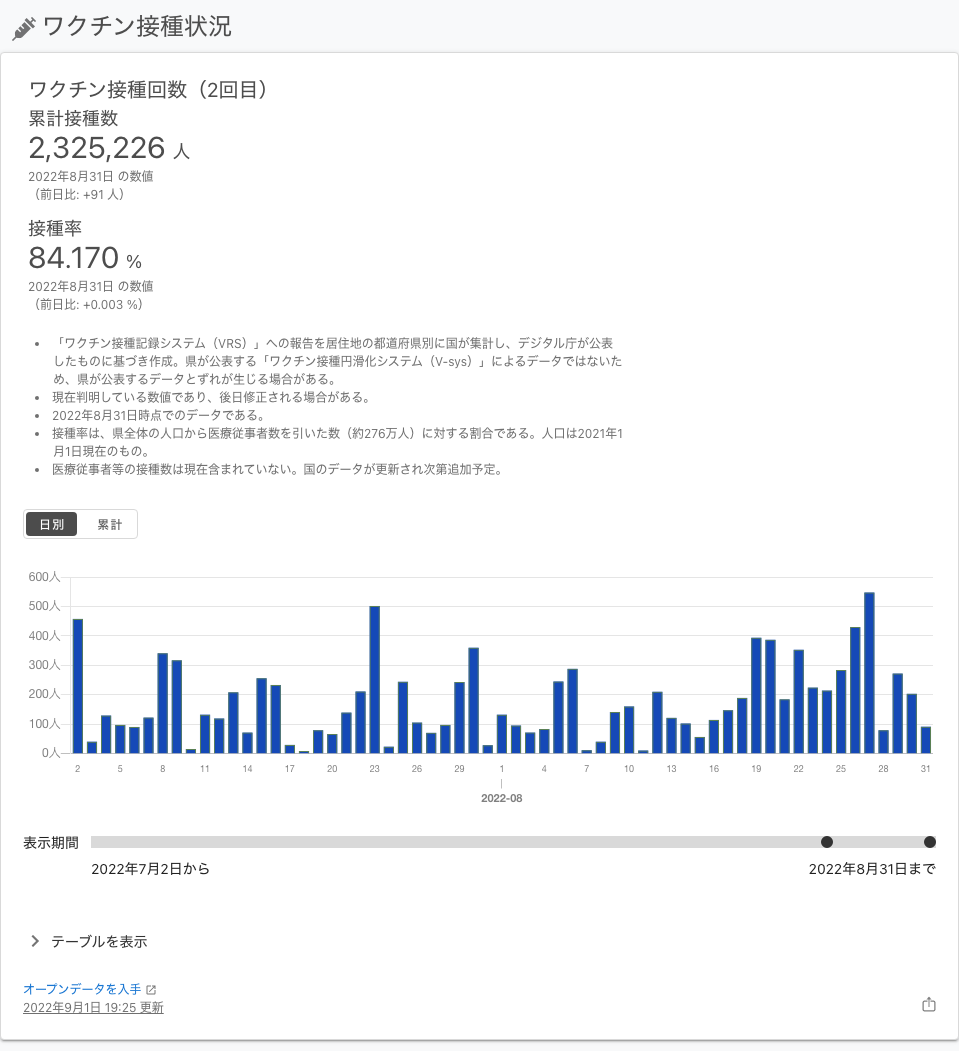 ワクチン接種状況
ワクチン接種回数（2回目）
累計接種数
2,325,226 人
2022年8月31日 の数値
（前日比: +91 人）
接種率
84.170 %
2022年8月31日 の数値
（前日比: +0.003 %）
• 「ワクチン接種記録システム（VRS）」への報告を居住地の都道府県別に国が集計し、デジタル庁が公表
したものに基づき作成。県が公表する「ワクチン接種円滑化システム（V-sys）」によるデータではないた
め、県が公表するデータとずれが生じる場合がある。
• 現在判明している数値であり、後日修正される場合がある。
• 2022年8月31日時点でのデータである。
• 接種率は、県全体の人口から医療従事者数を引いた数（約276万人）に対する割合である。人口は2021年1
月1日現在のもの。
• 医療従事者等の接種数は現在含まれていない。国のデータが更新され次第追加予定。
日別 累計
600人
500人
400人
300人
200人
100人
0人
2 5 8 11 14 17 20 23 26 29 1 4 7 10 13 16 19 22 25 28 31
2022-08
表示期間
2022年7月2日から 2022年8月31日まで
テーブルを表示
オープンデータを入手
2022年9月1日 19:25 更新